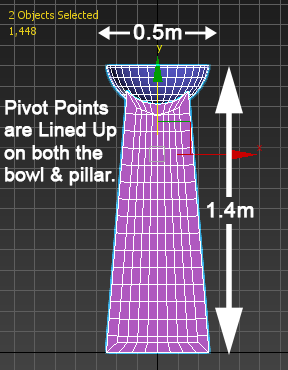 2 Objects Selected
1,448
0.5m
y
Pivot Points
are Lined Up
on both the
bowl & pillar.
1.4m